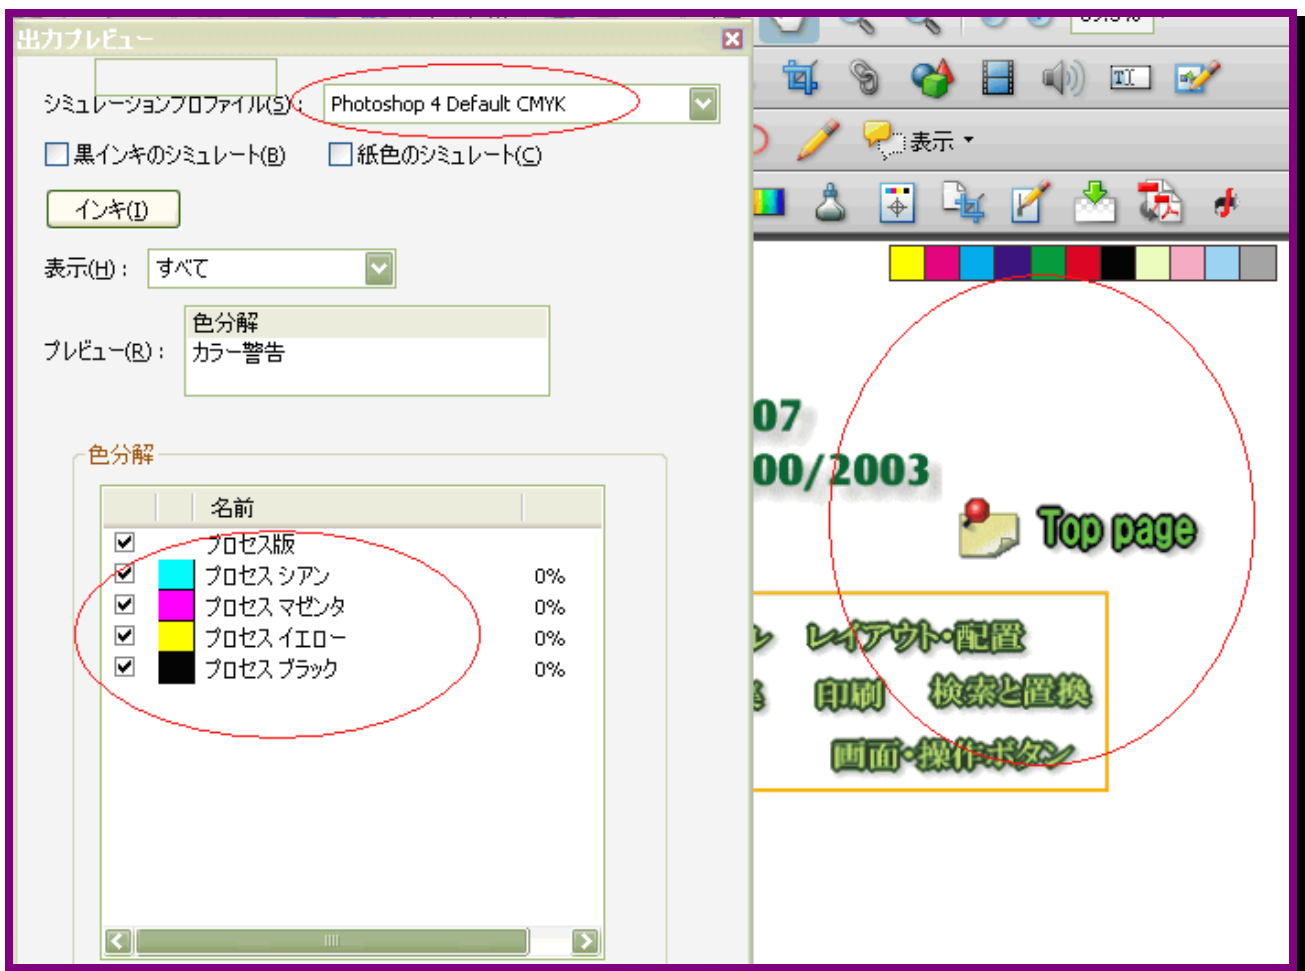 出力プレビュー
シミュレーションプロファイル(S): Photoshop 4 Default CMYK
黒インキのシミュレート(B) 紙色のシミュレート(C)
インキ(I)
表示(H): すべて
プレビュー(R):
色分解
カラー警告
色分解
名前
プロセス版
プロセス シアン 0%
プロセス マゼンタ 0%
プロセス イエロー 0%
プロセス ブラック 0%
表示
07
00/2003
Top page
レイアウト・配置
印刷 検索と置換
画面・操作ボタン